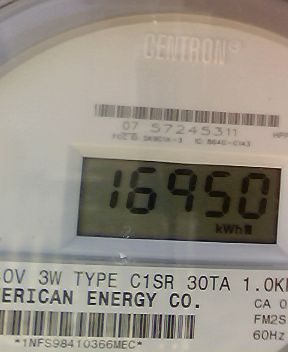 CENTRON®
07 57245311
16950
kWh
0V 3W TYPE C1SR 30TA 1.0K
ERICAN ENERGY CO.
CA 0
FM2S
60Hz
*1NFS98410366MEC*